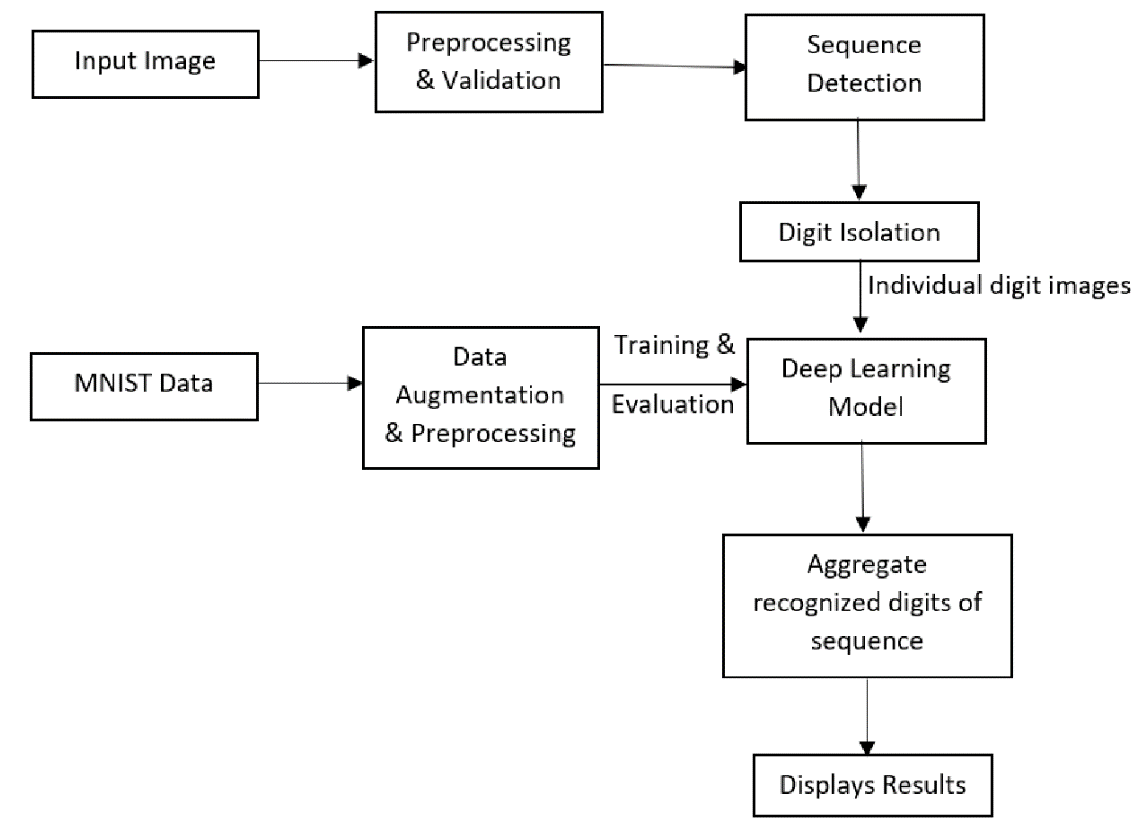 Input Image
Preprocessing
& Validation
Sequence
Detection
Digit Isolation
Individual digit images
MNIST Data
Data
Augmentation
& Preprocessing
Training &
Evaluation
Deep Learning
Model
Aggregate
recognized digits of
sequence
Displays Results